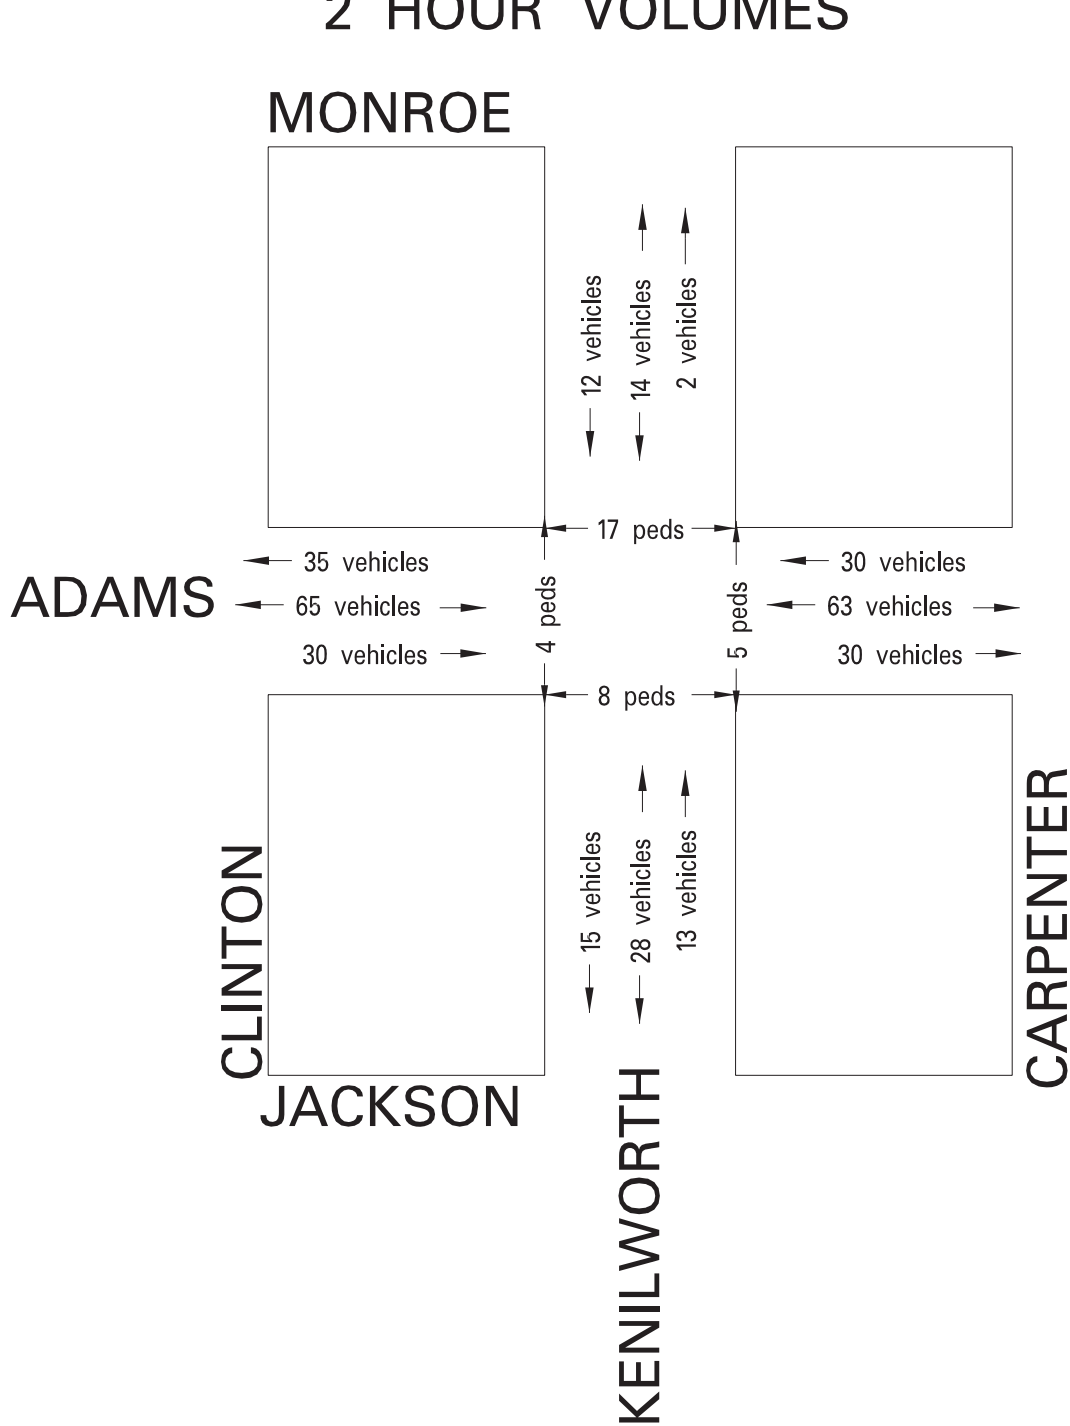 2 HOUR VOLUMES
MONROE
12 vehicles
14 vehicles
2 vehicles
17 peds
35 vehicles
30 vehicles
ADAMS
65 vehicles
4 peds
5 peds
63 vehicles
30 vehicles
30 vehicles
8 peds
15 vehicles
28 vehicles
13 vehicles
CLINTON
CARPENTER
JACKSON
KENILWORTH